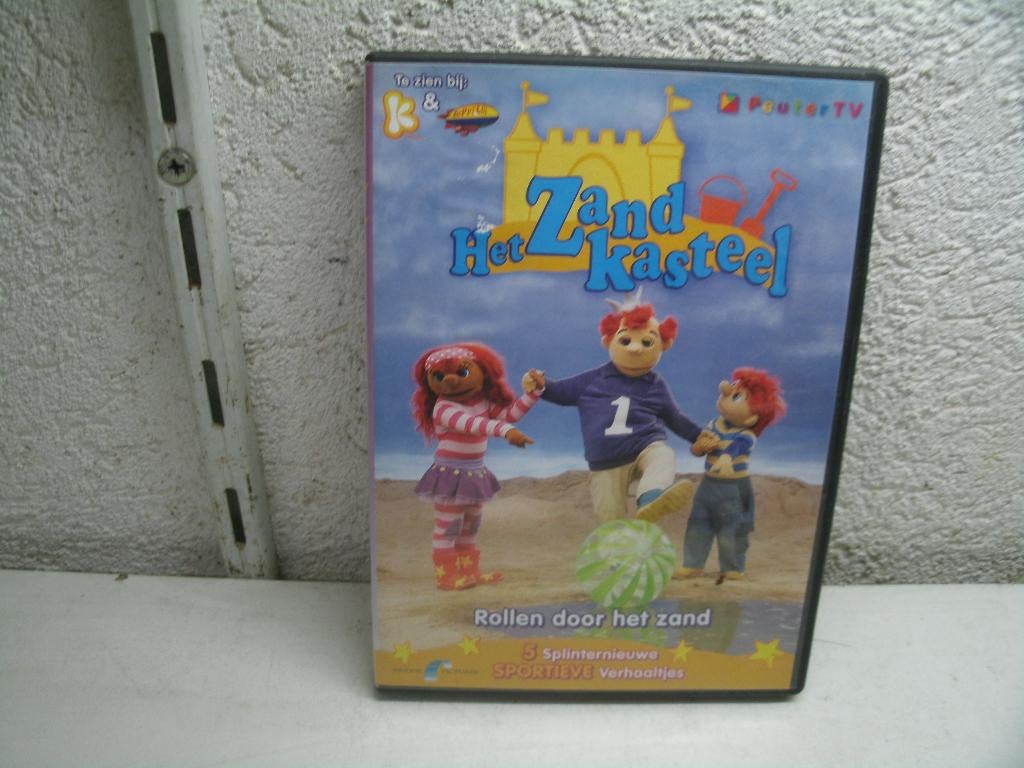 Te zien bij:
k &
PeuterTV
Het Zand
kasteel
1
Rollen door het zand
5 Splinternieuwe
SPORTIEVE Verhaaltjes